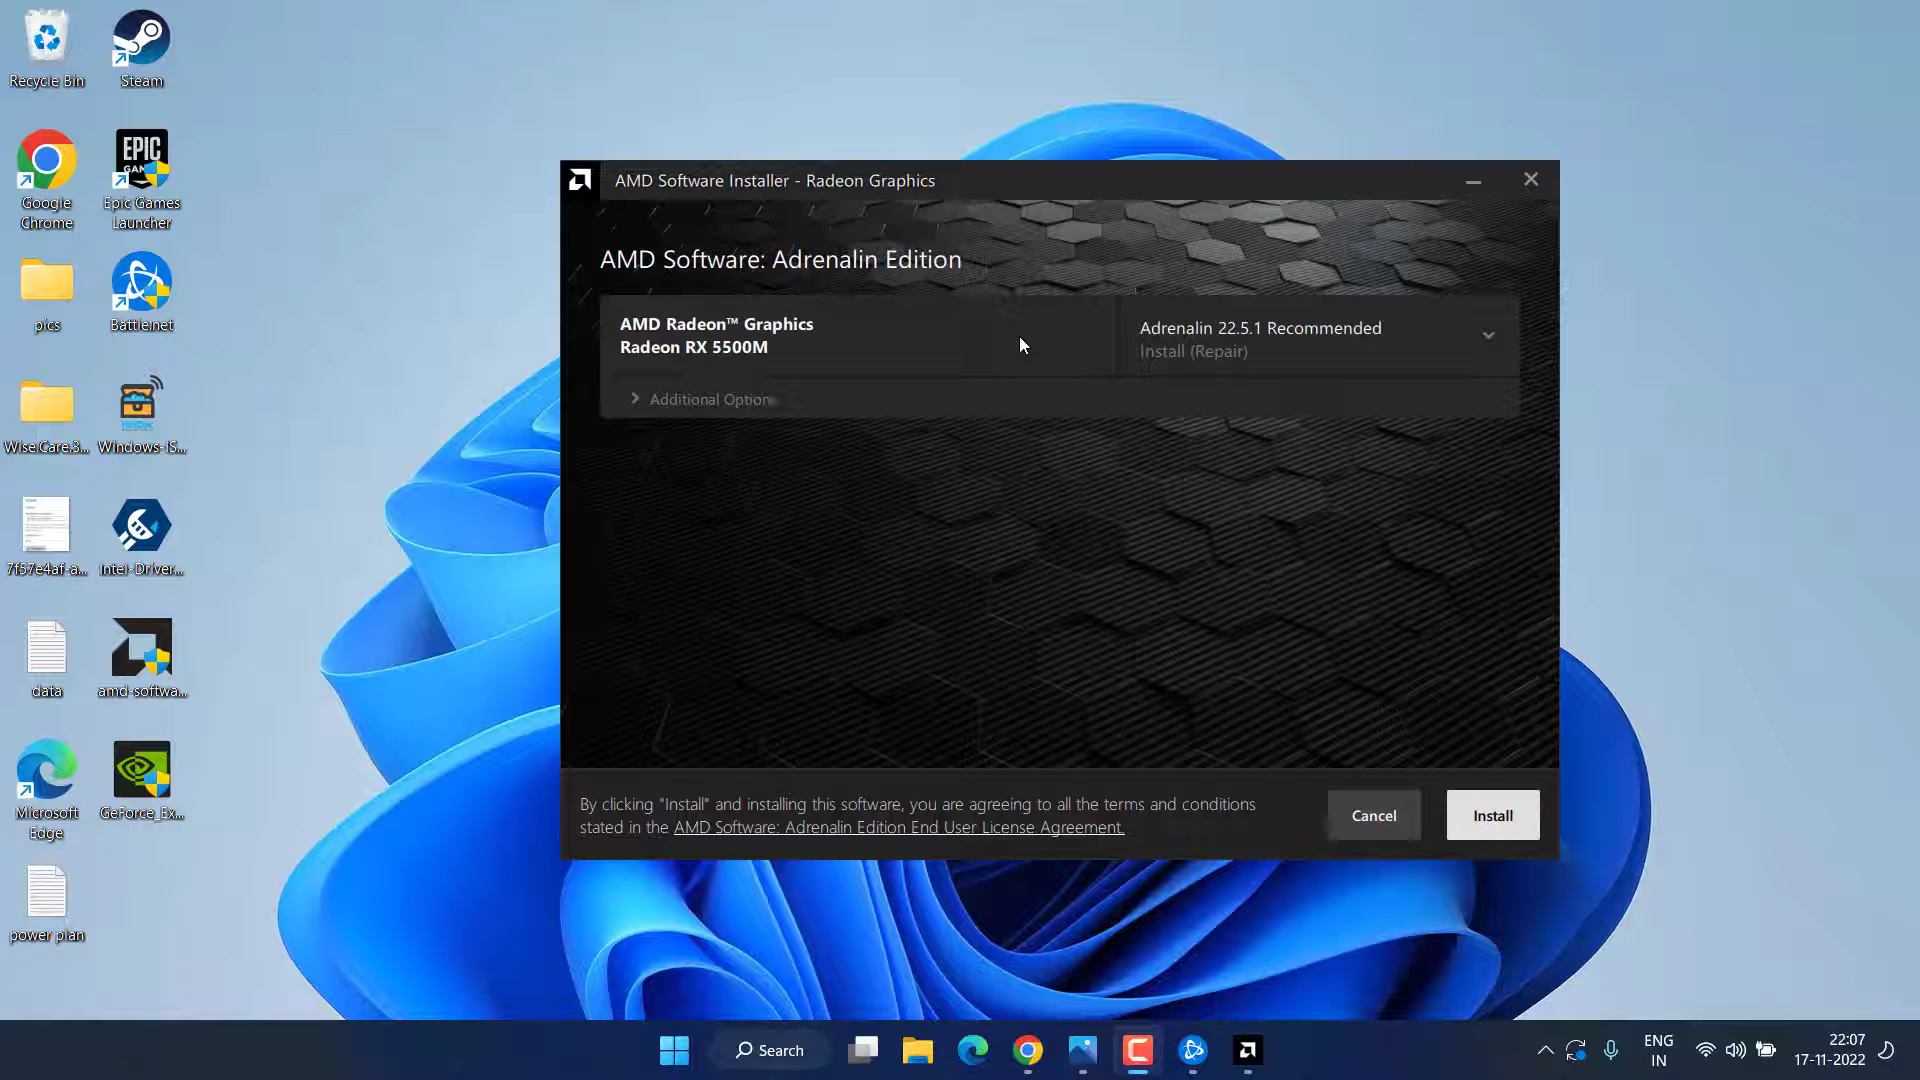 Recycle Bin
Steam
Google
Chrome
EPIC
GAMES
Epic Games
Launcher
pics
Battle.net
Wise.Care.3...
HotDoc
Windows-IS...
7f57e4af-a...
Intel-Driver...
data
amd-softwa...
Microsoft
Edge
GeForce_Ex...
power plan
AMD Software Installer - Radeon Graphics
AMD Software: Adrenalin Edition
AMD Radeon™ Graphics
Radeon RX 5500M
Adrenalin 22.5.1 Recommended
Install (Repair)
Additional Options
By clicking "Install" and installing this software, you are agreeing to all the terms and conditions
stated in the AMD Software: Adrenalin Edition End User License Agreement.
Cancel
Install
Search
ENG
IN
22:07
17-11-2022